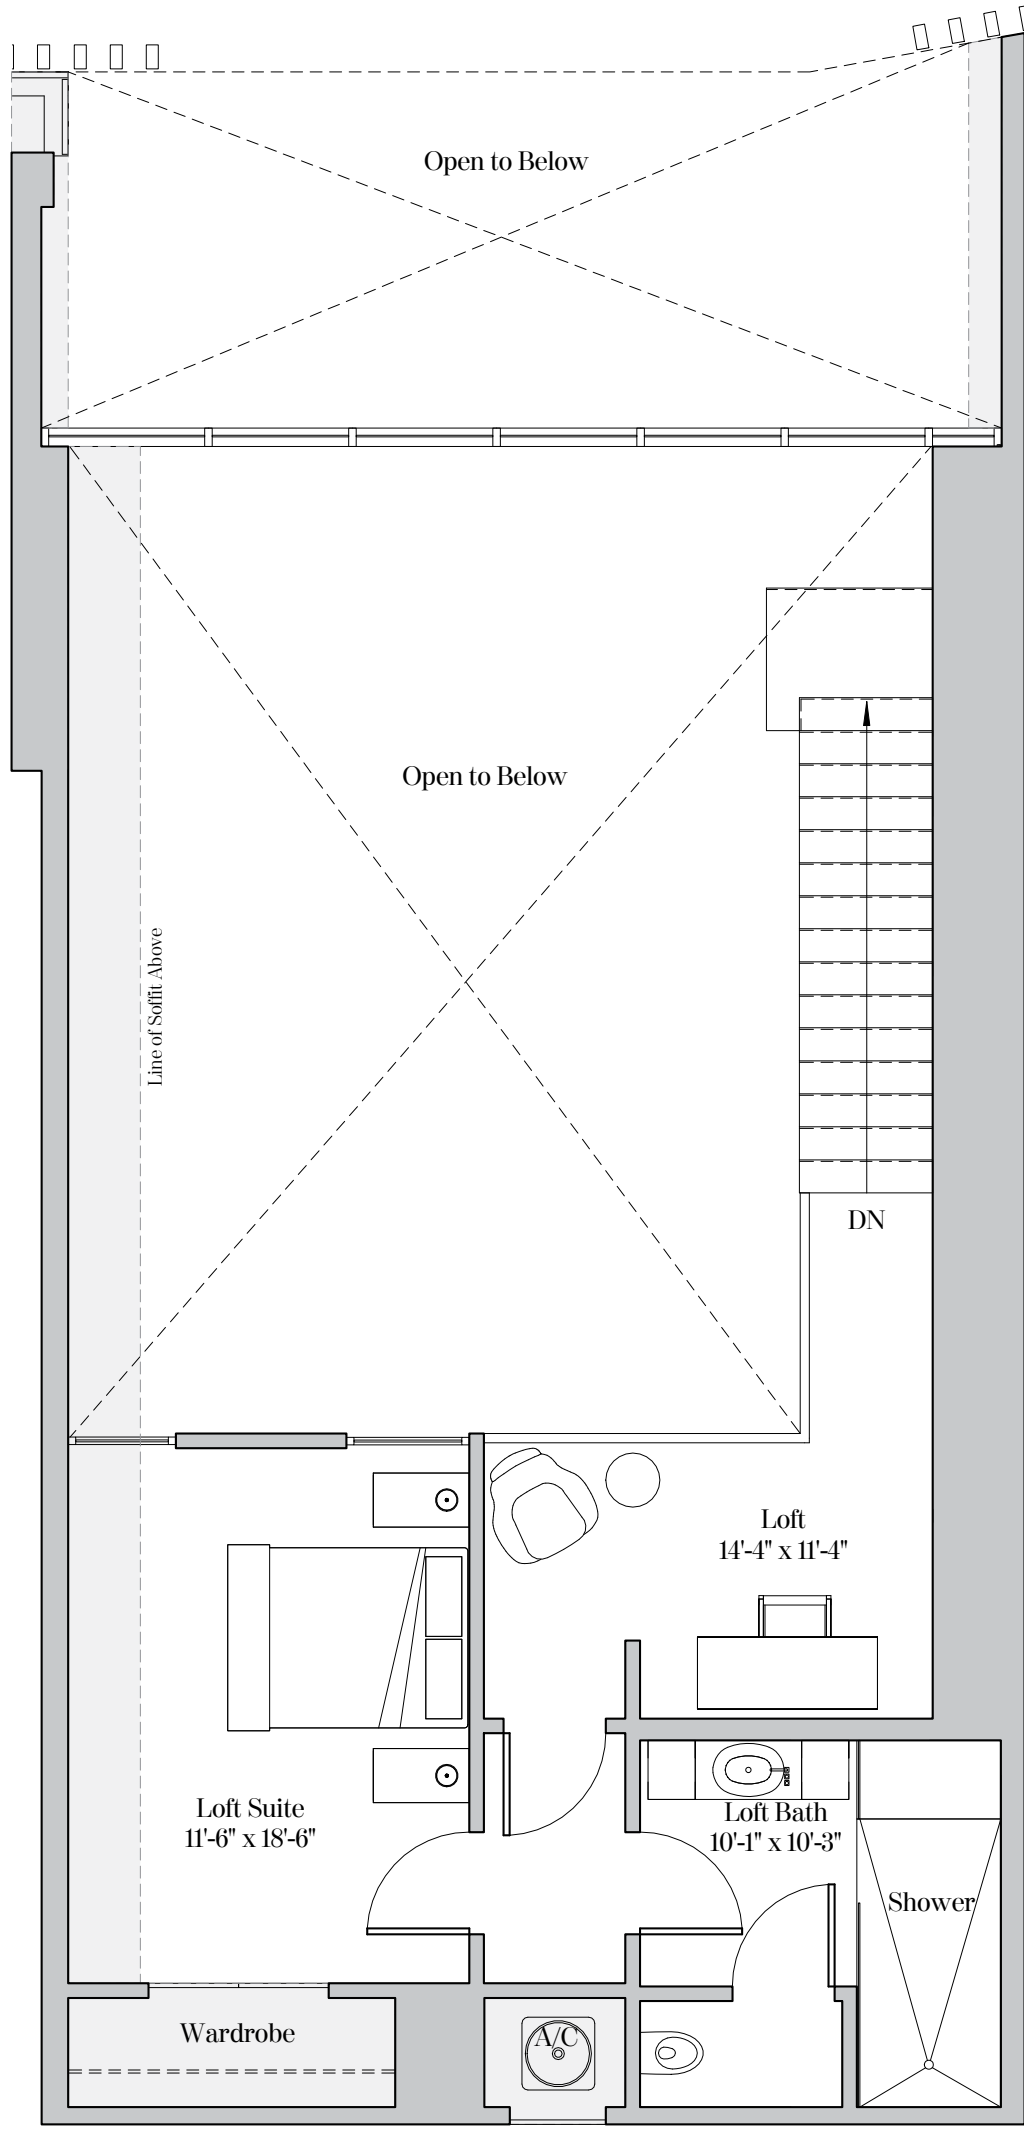 Open to Below
Open to Below
Line of Soffit Above
DN
Loft
14'-4" x 11'-4"
Loft Suite
11'-6" x 18'-6"
Loft Bath
10'-1" x 10'-3"
Shower
Wardrobe
A/C